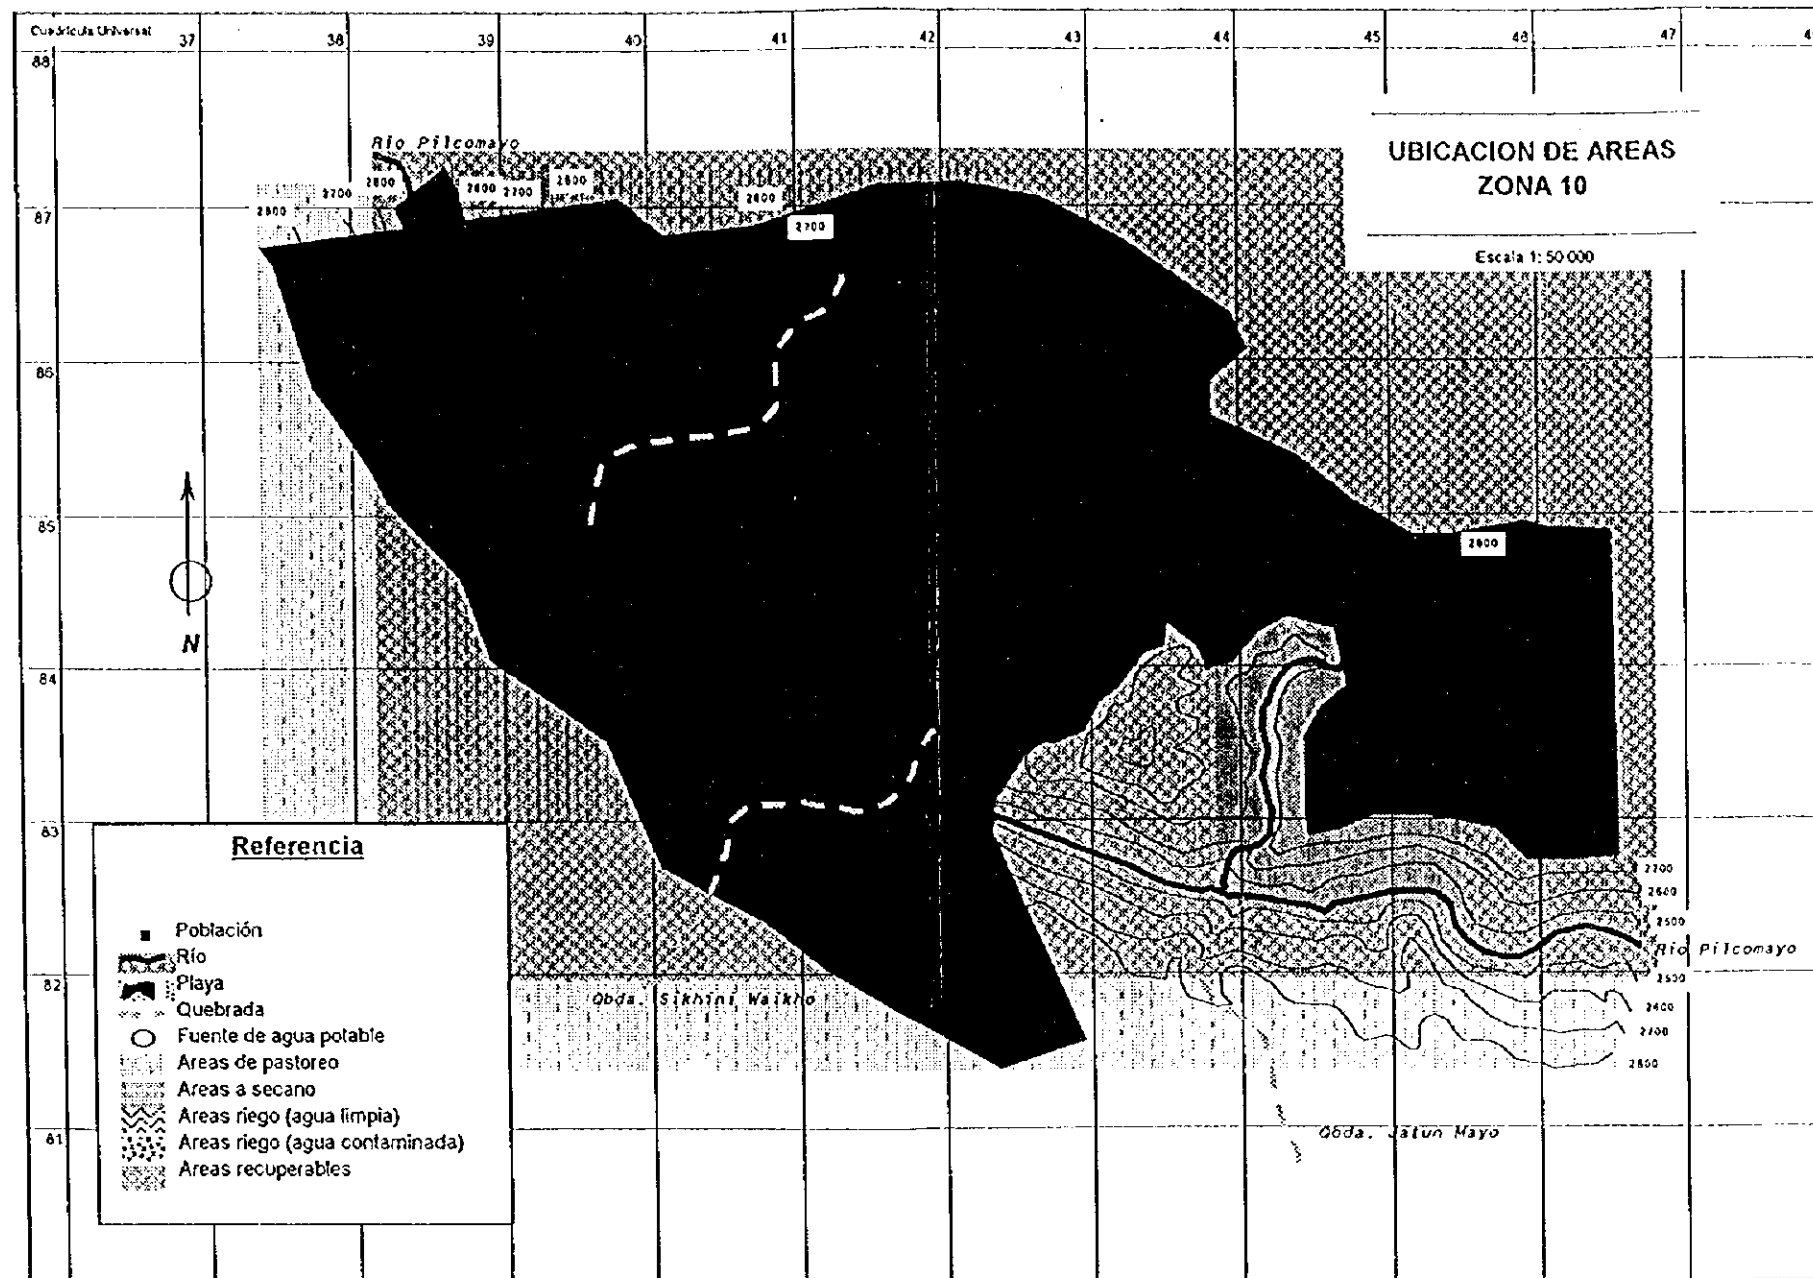 Cuadrícula Universal
37 38 39 40 41 42 43 44 45 46 47
88
UBICACION DE AREAS
ZONA 10
Escala 1: 50 000
Río Pilcomayo
2800 2700 2600 2600 2700 2800
2800
2700
87
86
85
2800
N
84
83
82
81
Referencia
Población
Río
Playa
Quebrada
Fuente de agua potable
Areas de pastoreo
Areas a secano
Areas riego (agua limpia)
Areas riego (agua contaminada)
Areas recuperables
Qbda. Sikhini Waikho
2700
2600
2500
Río Pilcomayo
2500
2600
2700
2800
Qbda. Jatun Mayo